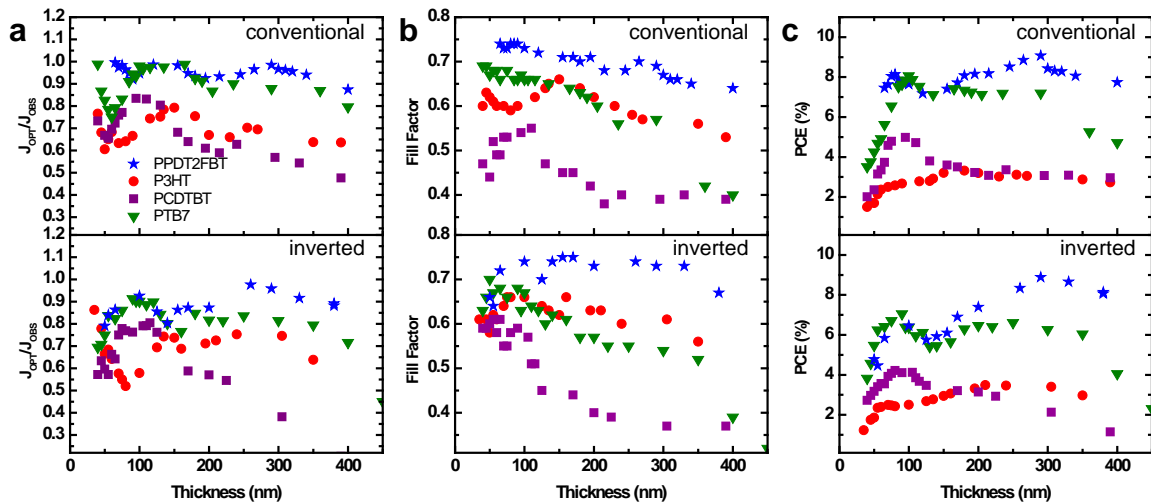 a
conventional
1.2
1.1
1.0
0.9
0.8
0.7
0.6
0.5
0.4
0.3
1.2
J_OPT/J_OBS
PPDT2FBT
P3HT
PCDTBT
PTB7
inverted
1.1
1.0
0.9
0.8
0.7
0.6
0.5
0.4
0.3
J_OPT/J_OBS
0 100 200 300 400
Thickness (nm)
b
conventional
0.8
0.7
0.6
0.5
0.4
0.8
Fill Factor
inverted
0.7
0.6
0.5
0.4
Fill Factor
0 100 200 300 400
Thickness (nm)
c
conventional
10
8
6
4
2
PCE (%)
inverted
10
8
6
4
2
PCE (%)
0 100 200 300 400
Thickness (nm)